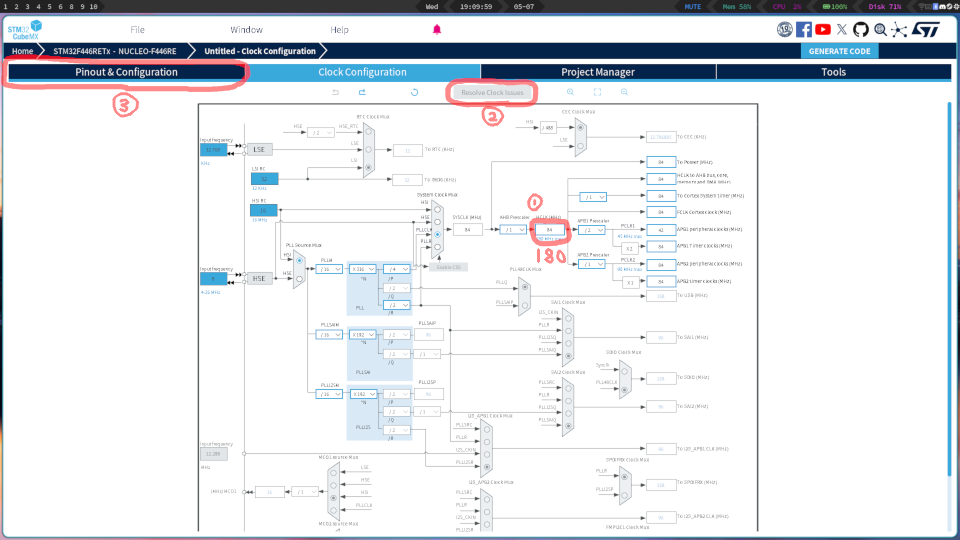 1 2 3 4 5 6 7 8 9 10
Wed 19:09:59 05-07
MUTE Mem 58% CPU 2% 100% Disk 71%
STM32
CubeMX
File Window Help
Home STM32F446RETx - NUCLEO-F446RE Untitled - Clock Configuration
GENERATE CODE
Pinout & Configuration Clock Configuration Project Manager Tools
③
Resolve Clock Issues
②
RTC Clock Mux
HSE / 2 HSE_RTC
LSE
LSI
To RTC (KHz)
To IWDG (KHz)
Input frequency
LSE
KHz
LSI RC
32
32 KHz
HSI RC
16
16 MHz
CEC Clock Mux
HSI / 488
LSE
To CEC (KHz)
System Clock Mux
HSI
HSE
PLLCLK
PLLR
Enable CSS
SYSCLK (MHz)
84
AHB Prescaler
/ 1
①
HCLK (MHz)
84
180 MHz max
180
84 To Power (MHz)
84 HCLK to AHB bus, core, memory and DMA (MHz)
/ 1 84 To Cortex System timer (MHz)
84 FCLK Cortex clock (MHz)
APB1 Prescaler
/ 2
PCLK1
45 MHz max
42 APB1 peripheral clocks (MHz)
X 2 84 APB1 Timer clocks (MHz)
APB2 Prescaler
/ 1
PCLK2
90 MHz max
84 APB2 peripheral clocks (MHz)
X 1 84 APB2 timer clocks (MHz)
PLL Source Mux
HSI
HSE
Input frequency
HSE
4-26 MHz
PLLM
/ 16
X 336
*N
/ 4
/P
/ 2
/Q
/ 2
/R
PLL
PLLSAIM
/ 16
X 192
*N
/ 2
/P
/ 2
/Q
PLLSAI
PLLSAIP
96
/ 1
PLLI2SM
/ 16
X 192
*N
/ 2
/P
/ 2
/Q
/ 2
/R
PLLI2S
PLLI2SP
96
/ 1
PLL48CLK Mux
PLLQ
PLLSAIP
To USB (MHz)
SAI1 Clock Mux
I2S_CKIN
PLLR
PLLI2SQ
PLLSAIQ
96 To SAI1 (MHz)
SDIO Clock Mux
SysClk
PLL48CLK
To SDIO (MHz)
SAI2 Clock Mux
PLLSRC
PLLR
PLLI2SQ
PLLSAIQ
96 To SAI2 (MHz)
I2S_APB1 Clock Mux
PLLSRC
PLLR
I2S_CKIN
PLLI2SR
96 To I2S_APB1 CLK (MHz)
Input frequency
12.288
MHz
MCO1 source Mux
LSE
HSE
HSI
PLLCLK
(MHz) MCO1 16 / 1
MCO2 source Mux
SPDIFRX Clock Mux
PLLR
PLLI2SP
To SPDIFRX (MHz)
I2S_APB2 Clock Mux
PLLSRC
PLLR
I2S_CKIN
PLLI2SR
96 To I2S_APB2 CLK (MHz)
FMPI2C1 Clock Mux